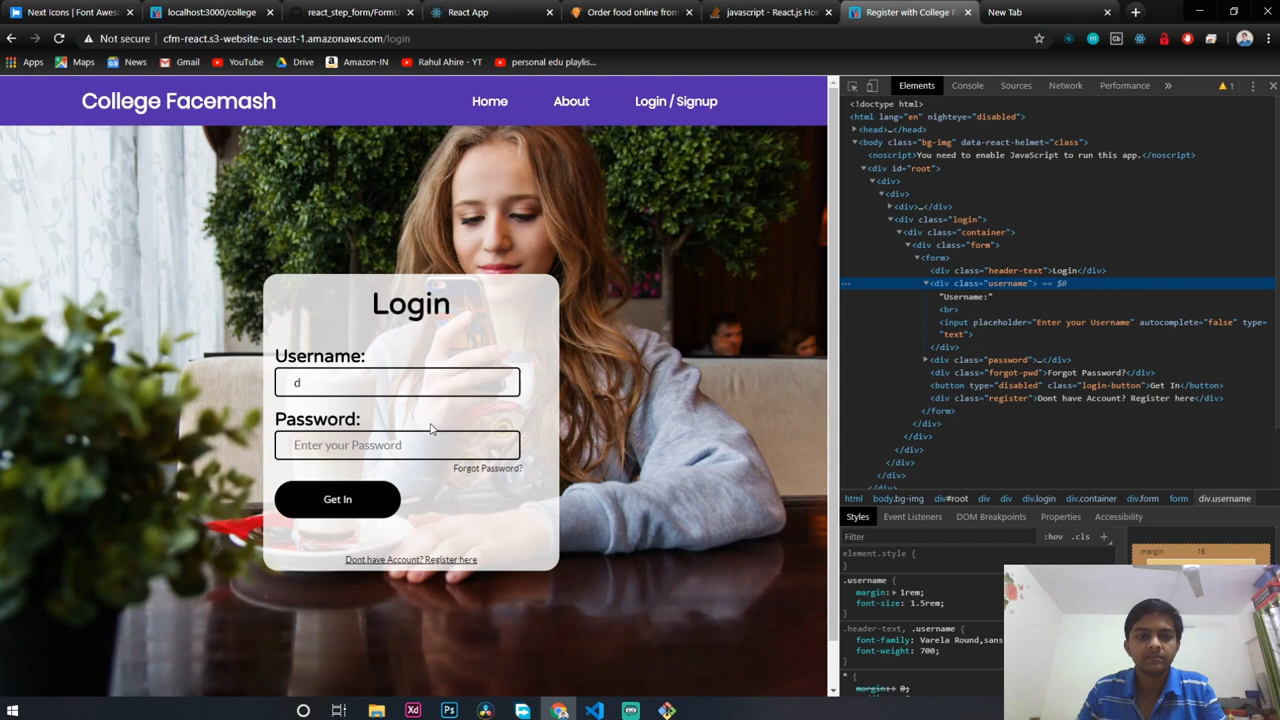 Next Icons | Font Aweso
localhost:3000/college
react_step_form/FormU
React App
Order food online from
javascript - React.js Ho
Register with College F
New Tab
Not secure
cfm-react.s3-website-us-east-1.amazonaws.com/login
Apps
Maps
News
Gmail
YouTube
Drive
Amazon-IN
Rahul Ahire - YT
personal edu playlis...
College Facemash
Home
About
Login / Signup
Login
Username:
d
Password:
Enter your Password
Forgot Password?
Get In
Dont have Account? Register here
Elements
Console
Sources
Network
Performance
»
1
<!doctype html>
<html lang="en" nighteye="disabled">
<head>…</head>
<body class="bg-img" data-react-helmet="class">
<noscript>You need to enable JavaScript to run this app.</noscript>
<div id="root">
<div>
<div>
<div>…</div>
<div class="login">
<div class="container">
<div class="form">
<form>
<div class="header-text">Login</div>
<div class="username"> == $0
"Username:"
<br>
<input placeholder="Enter your Username" autocomplete="false" type=
"text">
</div>
<div class="password">…</div>
<div class="forgot-pwd">Forgot Password?</div>
<button type="disabled" class="login-button">Get In</button>
<div class="register">Dont have Account? Register here</div>
</form>
</div>
</div>
</div>
</div>
</div>
html body.bg-img div#root div div div.login div.container div.form form div.username
Styles
Event Listeners
DOM Breakpoints
Properties
Accessibility
Filter
:hov .cls +
element.style {
}
.username {
margin: 1rem;
font-size: 1.5rem;
}
.header-text, .username {
font-family: Varela Round,sans
font-weight: 700;
}
* {
margin: 0;
margin 16